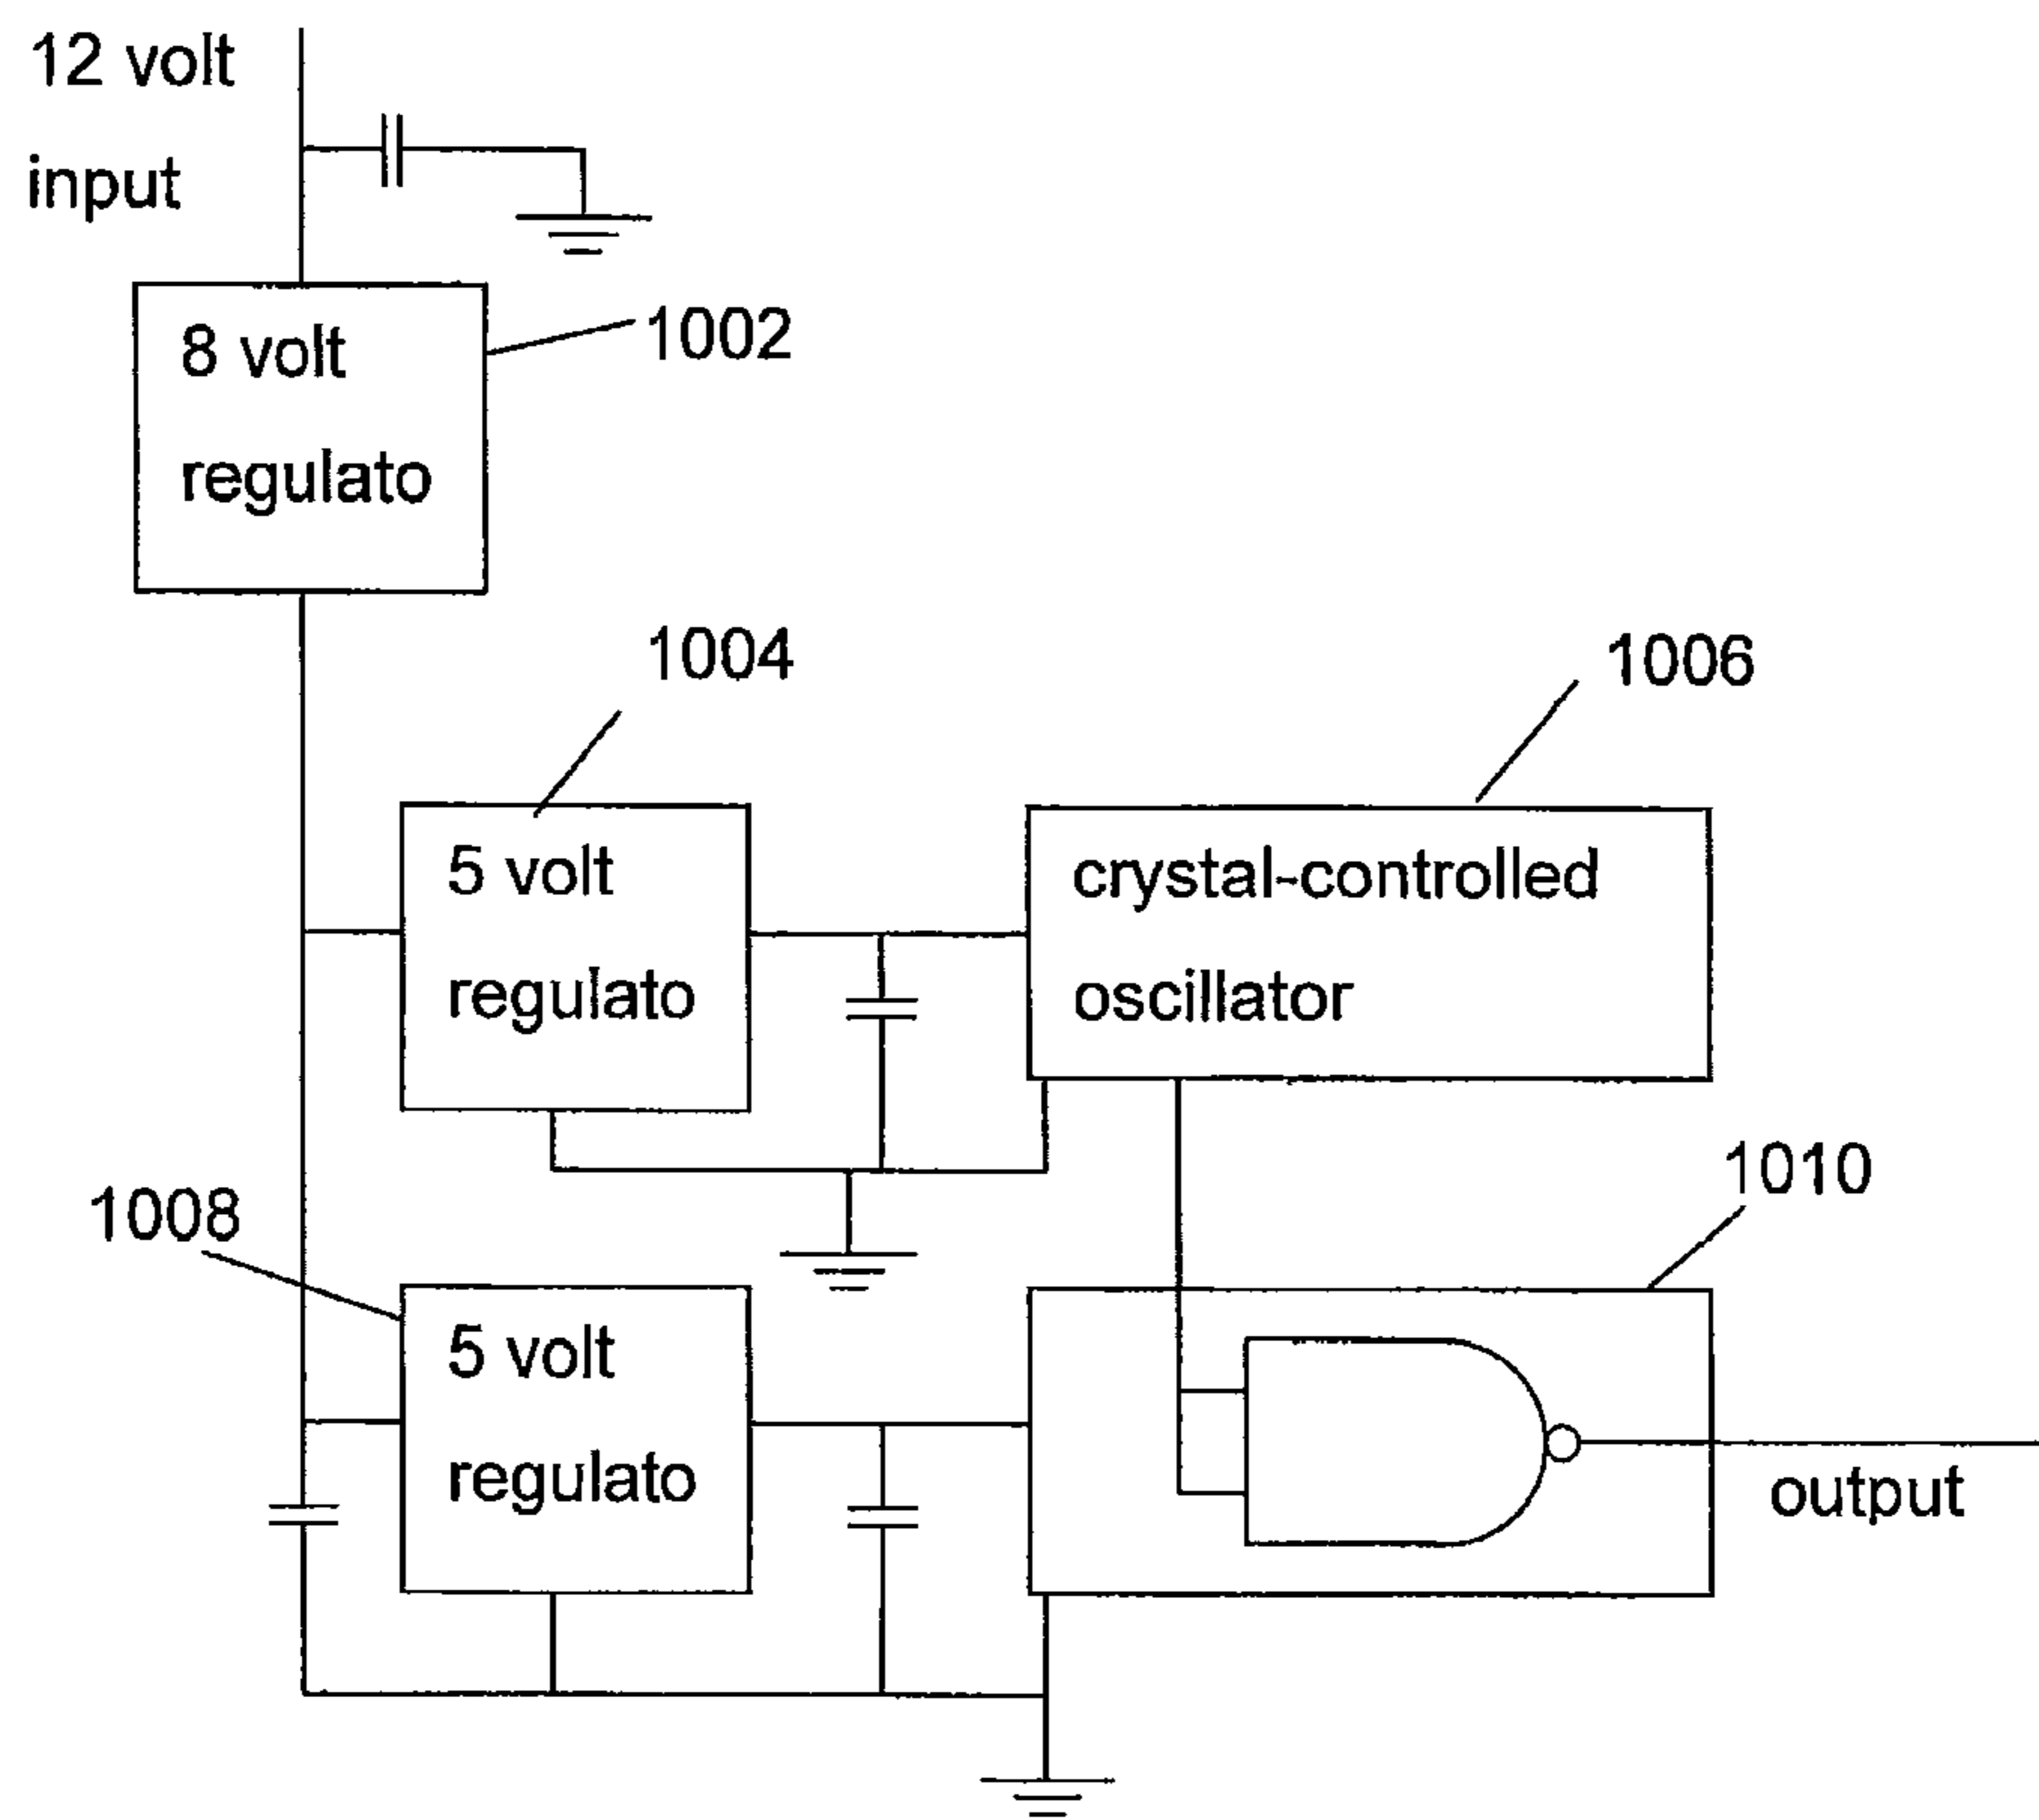 12 volt
input
8 volt
regulato
1002
1004
1006
5 volt
regulato
crystal-controlled
oscillator
1008
1010
5 volt
regulato
output